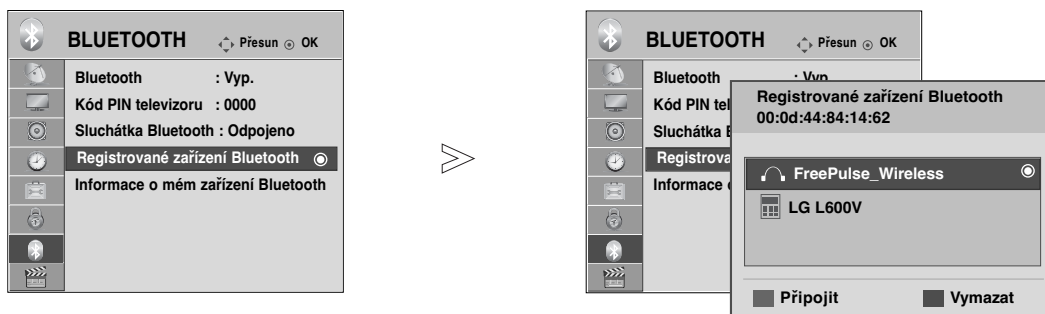 BLUETOOTH Přesun OK
Bluetooth : Vyp.
Kód PIN televizoru : 0000
Sluchátka Bluetooth : Odpojeno
Registrované zařízení Bluetooth
Informace o mém zařízení Bluetooth
BLUETOOTH Přesun OK
Bluetooth : Vyp.
Kód PIN tel
Sluchátka B
Registrova
Informace o
Registrované zařízení Bluetooth
00:0d:44:84:14:62
FreePulse_Wireless
LG L600V
Připojit Vymazat